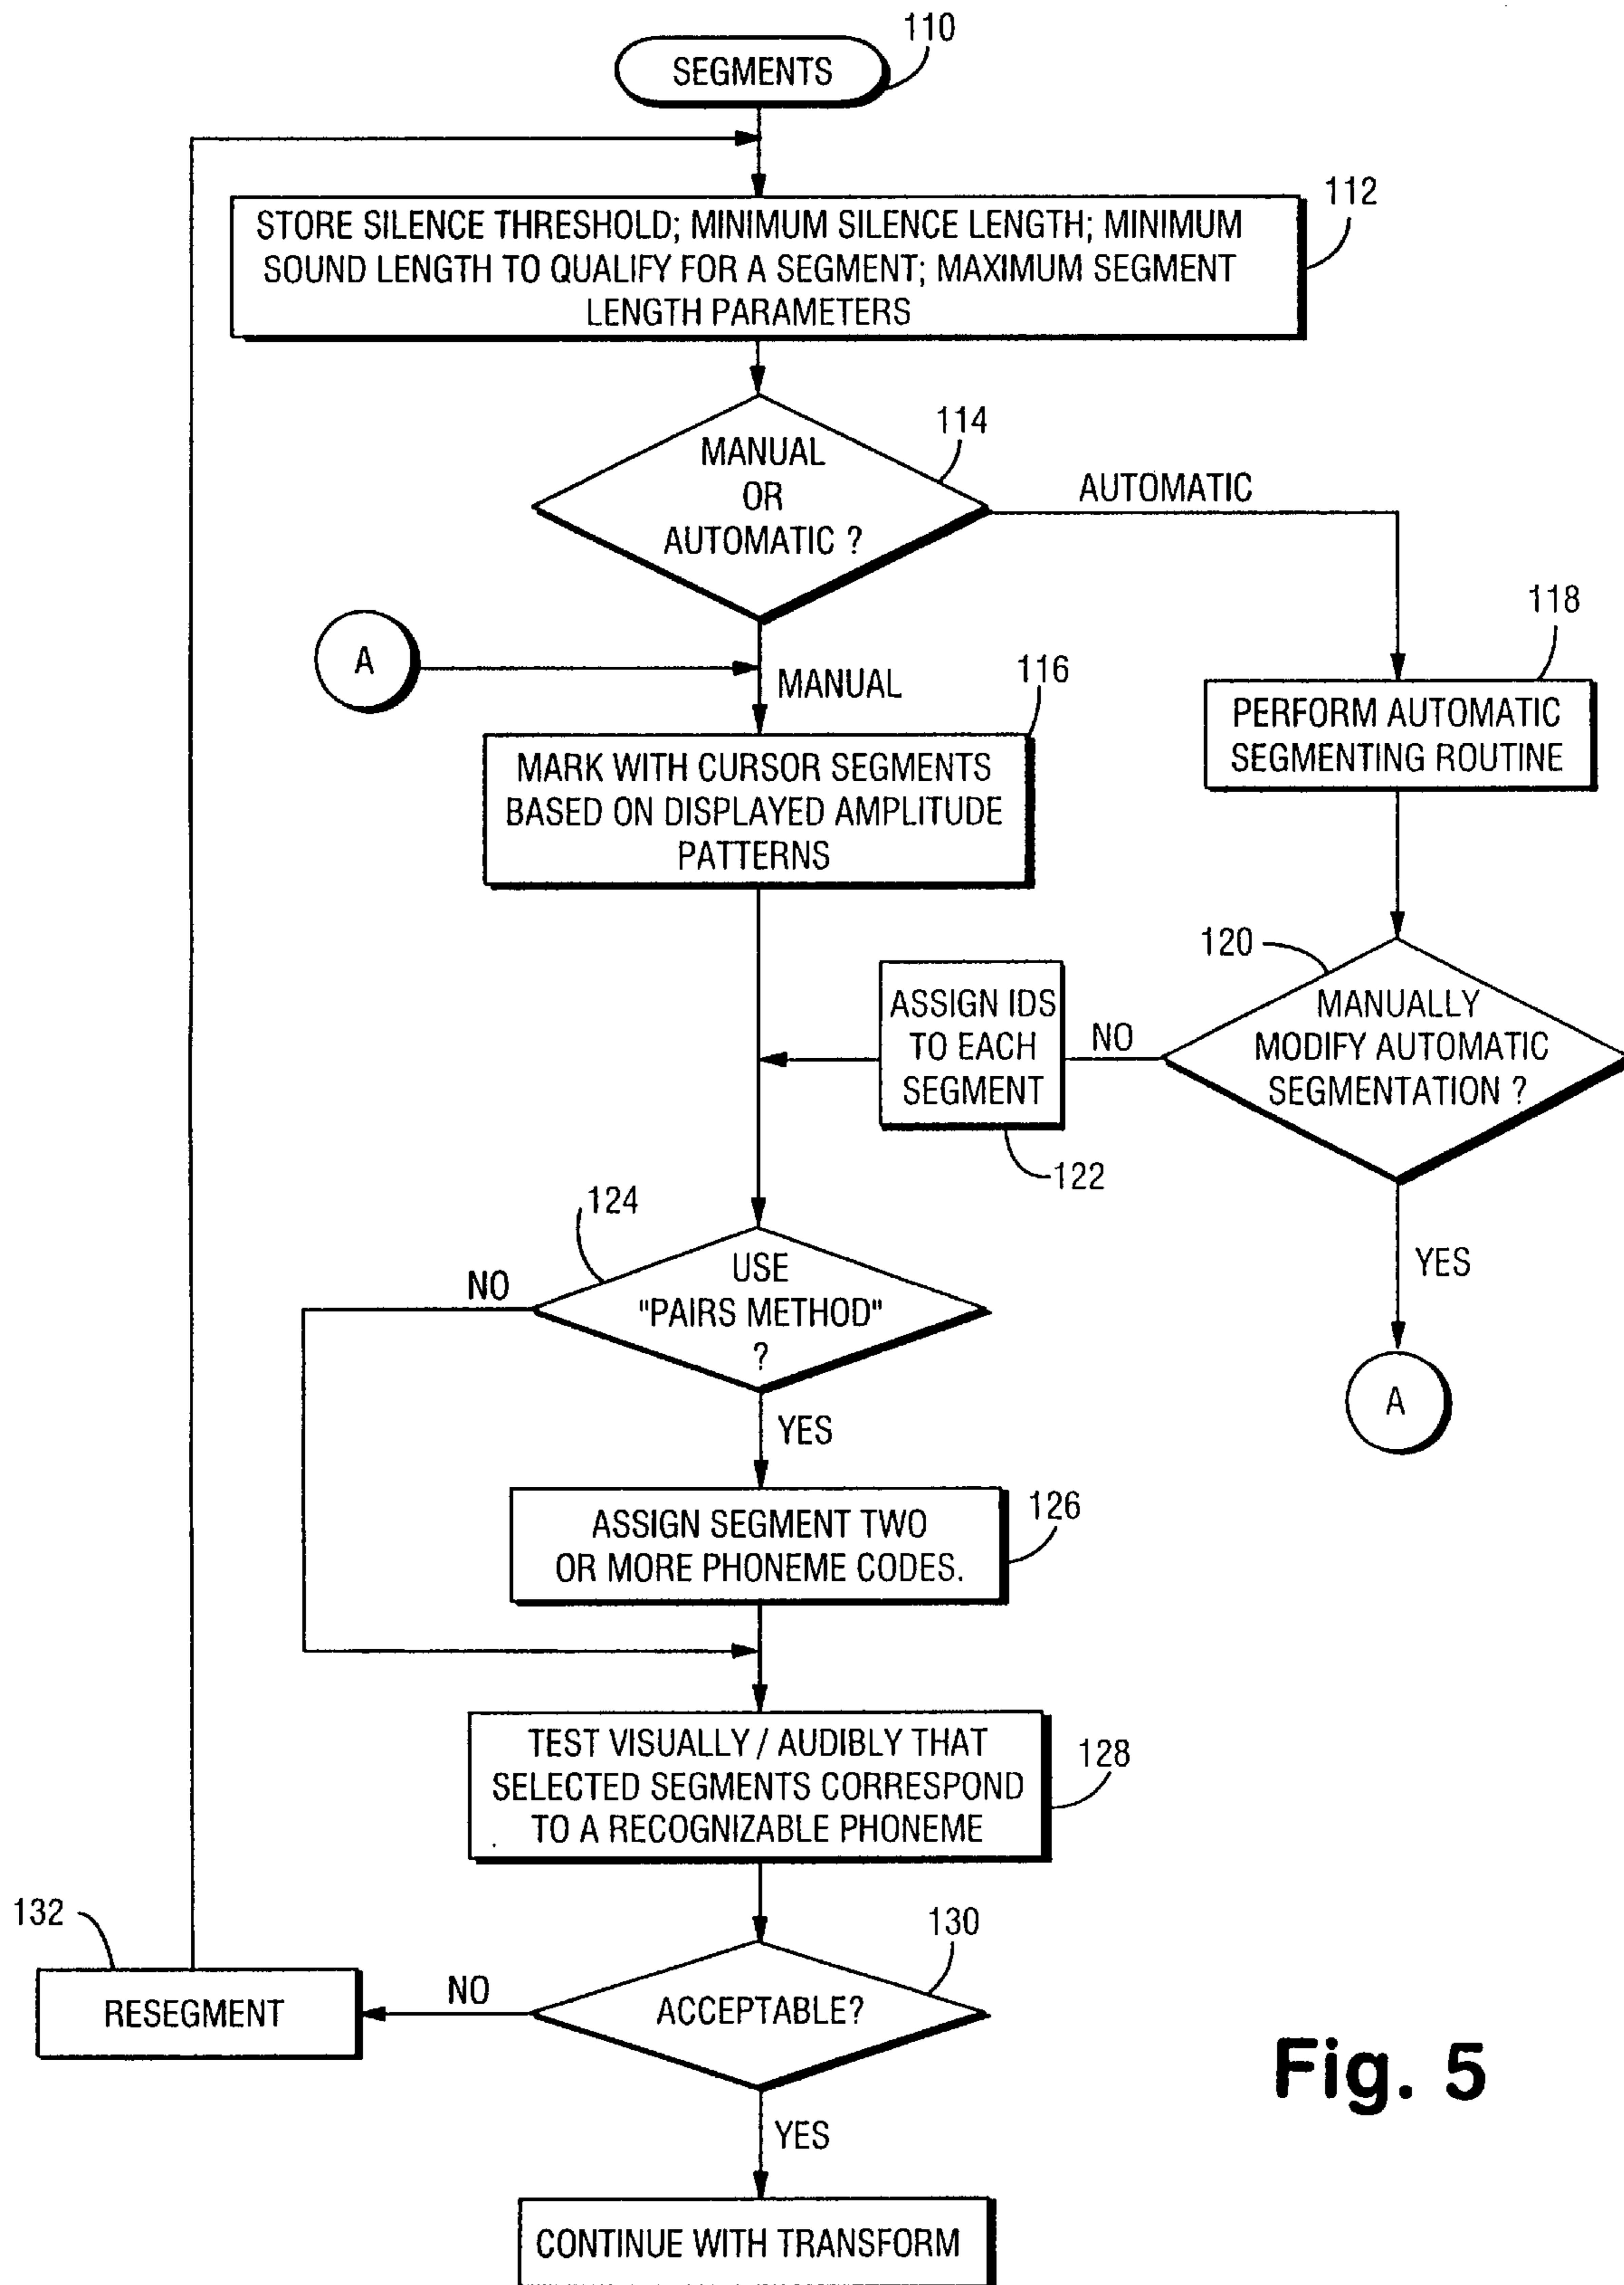 110
SEGMENTS
112
STORE SILENCE THRESHOLD; MINIMUM SILENCE LENGTH; MINIMUM
SOUND LENGTH TO QUALIFY FOR A SEGMENT; MAXIMUM SEGMENT
LENGTH PARAMETERS
114
MANUAL
OR
AUTOMATIC ?
AUTOMATIC
118
A
MANUAL
116
PERFORM AUTOMATIC
SEGMENTING ROUTINE
MARK WITH CURSOR SEGMENTS
BASED ON DISPLAYED AMPLITUDE
PATTERNS
120
MANUALLY
MODIFY AUTOMATIC
SEGMENTATION ?
NO
ASSIGN IDS
TO EACH
SEGMENT
122
YES
A
124
USE
"PAIRS METHOD"
?
NO
YES
126
ASSIGN SEGMENT TWO
OR MORE PHONEME CODES.
128
TEST VISUALLY / AUDIBLY THAT
SELECTED SEGMENTS CORRESPOND
TO A RECOGNIZABLE PHONEME
130
132
ACCEPTABLE?
NO
RESEGMENT
YES
CONTINUE WITH TRANSFORM
Fig. 5